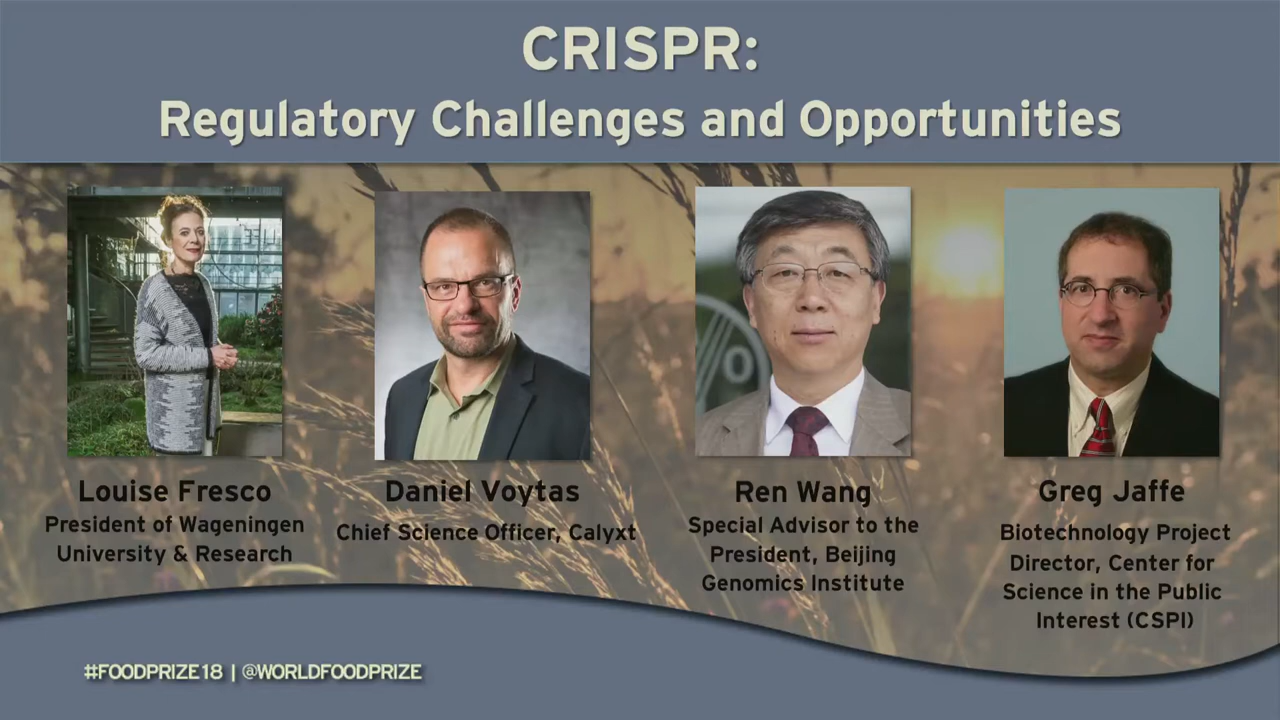 CRISPR:
Regulatory Challenges and Opportunities
Louise Fresco
President of Wageningen
University & Research
Daniel Voytas
Chief Science Officer, Calyxt
Ren Wang
Special Advisor to the
President, Beijing
Genomics Institute
Greg Jaffe
Biotechnology Project
Director, Center for
Science in the Public
Interest (CSPI)
#FOODPRIZE18 | @WORLDFOODPRIZE